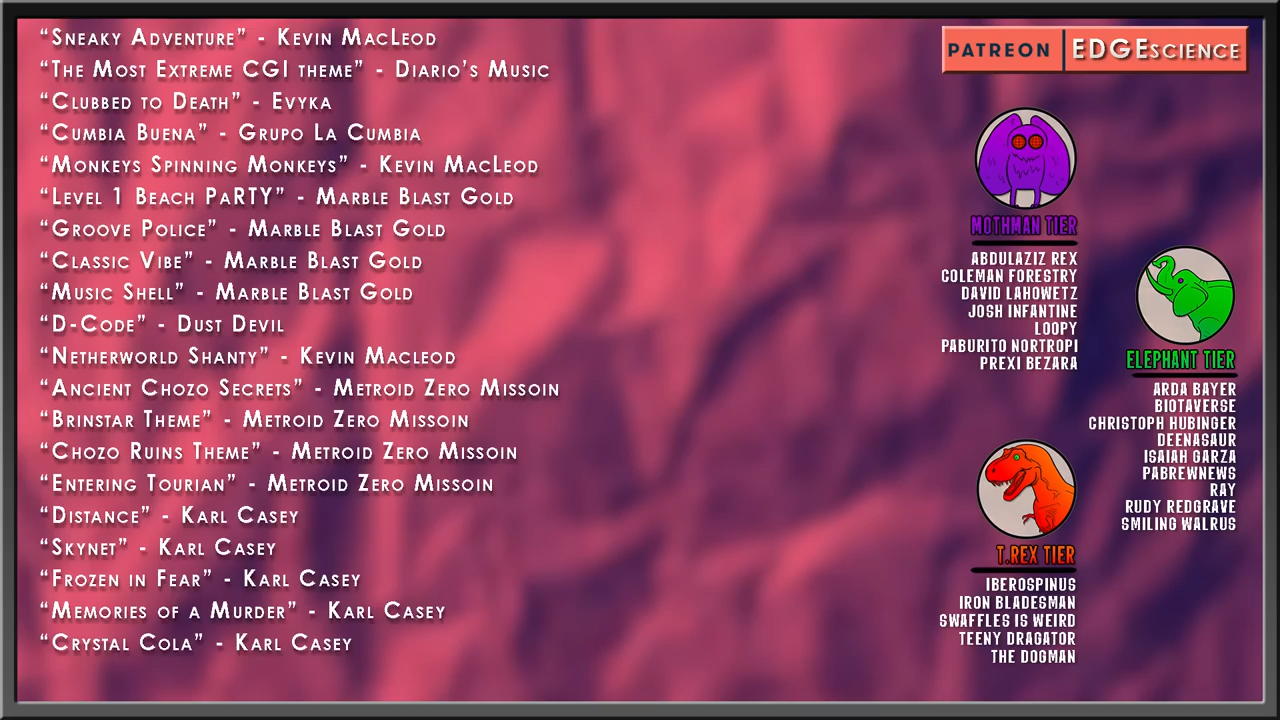 “Sneaky Adventure” - Kevin MacLeod
“The Most Extreme CGI theme” - Diario’s Music
“Clubbed to Death” - Evyka
“Cumbia Buena” - Grupo La Cumbia
“Monkeys Spinning Monkeys” - Kevin MacLeod
“Level 1 Beach PaRTY” - Marble Blast Gold
“Groove Police” - Marble Blast Gold
“Classic Vibe” - Marble Blast Gold
“Music Shell” - Marble Blast Gold
“D-Code” - Dust Devil
“Netherworld Shanty” - Kevin Macleod
“Ancient Chozo Secrets” - Metroid Zero Missoin
“Brinstar Theme” - Metroid Zero Missoin
“Chozo Ruins Theme” - Metroid Zero Missoin
“Entering Tourian” - Metroid Zero Missoin
“Distance” - Karl Casey
“Skynet” - Karl Casey
“Frozen in Fear” - Karl Casey
“Memories of a Murder” - Karl Casey
“Crystal Cola” - Karl Casey
PATREON EDGEscience
MOTHMAN TIER
ABDULAZIZ REX
COLEMAN FORESTRY
DAVID LAHOWETZ
JOSH INFANTINE
LOOPY
PABURITO NORTROPI
PREXI BEZARA
ELEPHANT TIER
ARDA BAYER
BIOTAVERSE
CHRISTOPH HUBINGER
DEENASAUR
ISAIAH GARZA
PABREWNEWS
RAY
RUDY REDGRAVE
SMILING WALRUS
T.REX TIER
IBEROSPINUS
IRON BLADESMAN
SWAFFLES IS WEIRD
TEENY DRAGATOR
THE DOGMAN